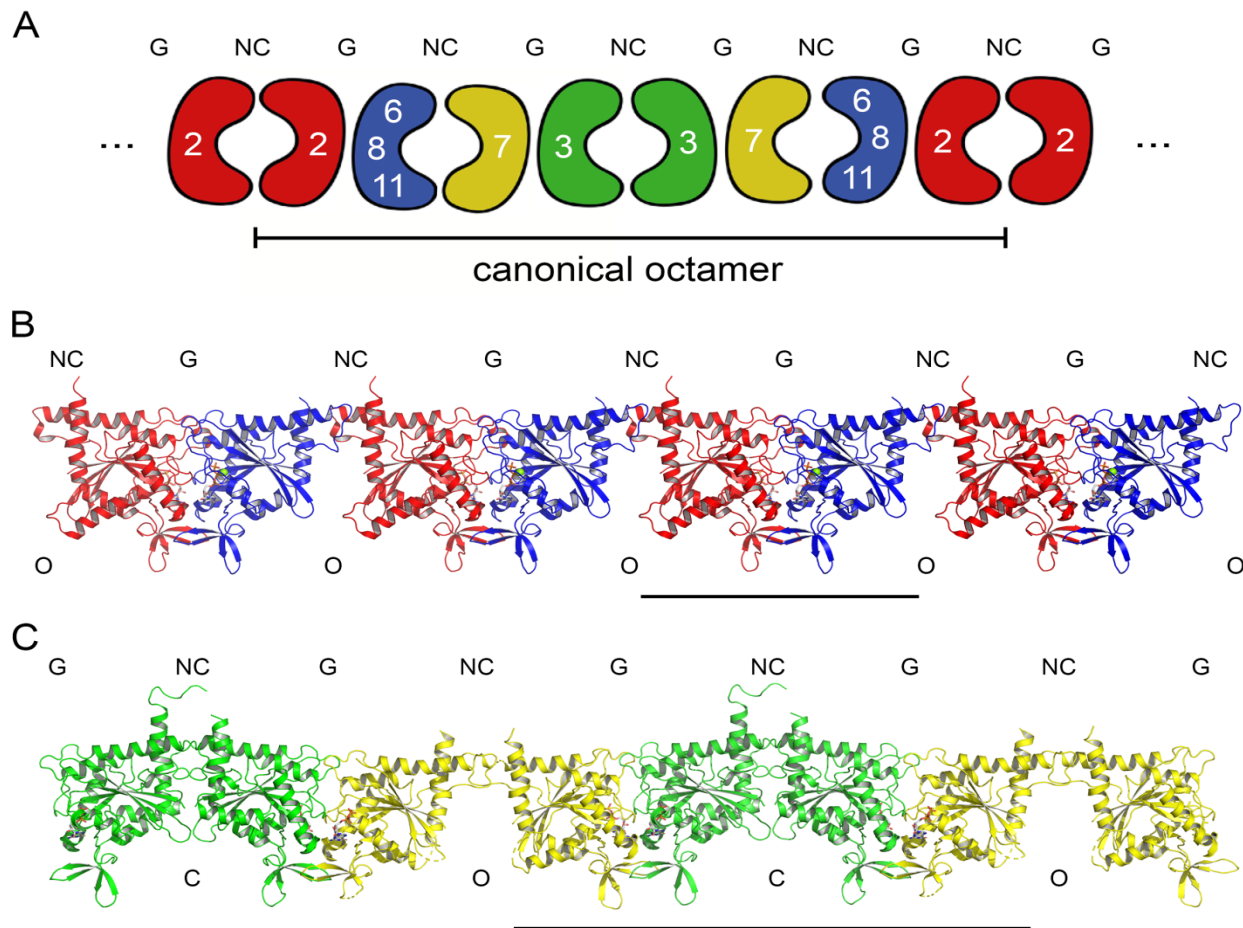 A
G NC G NC G NC G NC G NC G
... 2 2 6 8 11 7 3 3 7 6 8 11 2 2 ...
canonical octamer
B
NC G NC G NC G NC G NC
O O O O O
C
G NC G NC G NC G NC G
C O C O